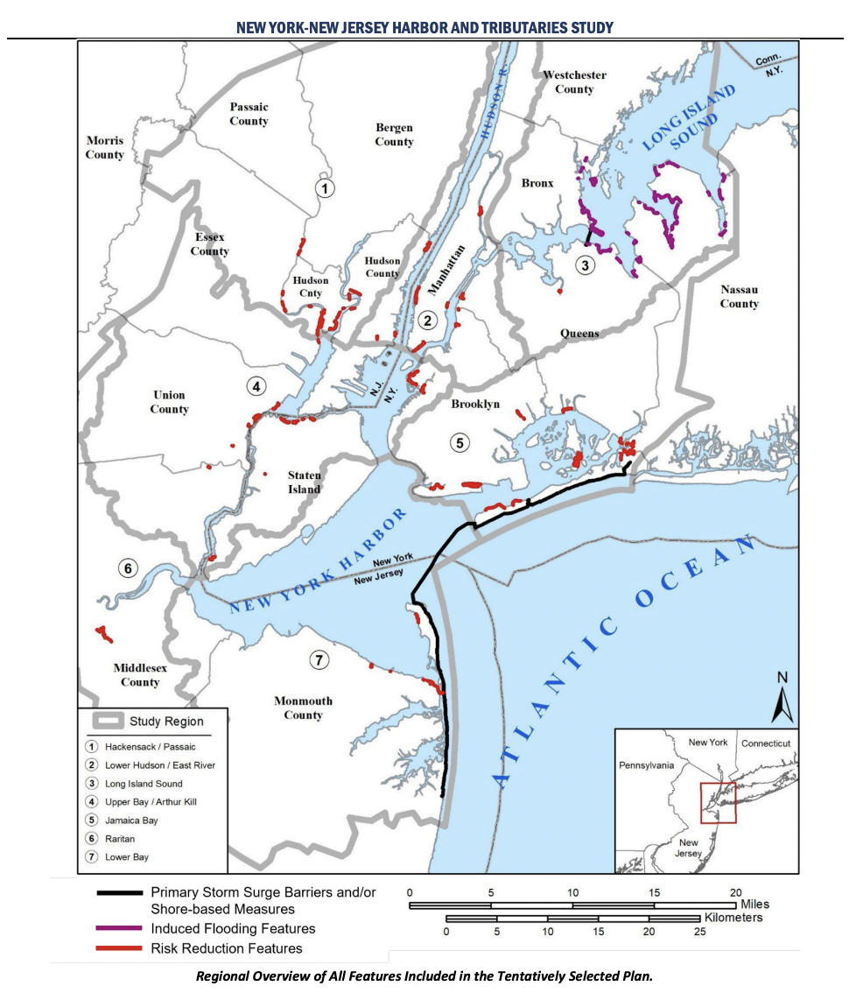 NEW YORK-NEW JERSEY HARBOR AND TRIBUTARIES STUDY
Westchester
County
Conn.
N.Y.
HUDSON R.
Passaic
County
LONG ISLAND
SOUND
Bergen
County
Morris
County
1
Bronx
Essex
County
Hudson
County
3
Manhattan
Hudson
Cnty
Nassau
County
2
Queens
4
N.J.
N.Y.
Union
County
Brooklyn
5
Staten
Island
NEW YORK HARBOR
New York
New Jersey
6
ATLANTIC OCEAN
7
Middlesex
County
Monmouth
County
N
Study Region
1 Hackensack / Passaic
2 Lower Hudson / East River
3 Long Island Sound
4 Upper Bay / Arthur Kill
5 Jamaica Bay
6 Raritan
7 Lower Bay
New York
Connecticut
Pennsylvania
New
Jersey
Primary Storm Surge Barriers and/or
Shore-based Measures
Induced Flooding Features
Risk Reduction Features
0 5 10 15 20
Miles
Kilometers
0 5 10 15 20 25
Regional Overview of All Features Included in the Tentatively Selected Plan.